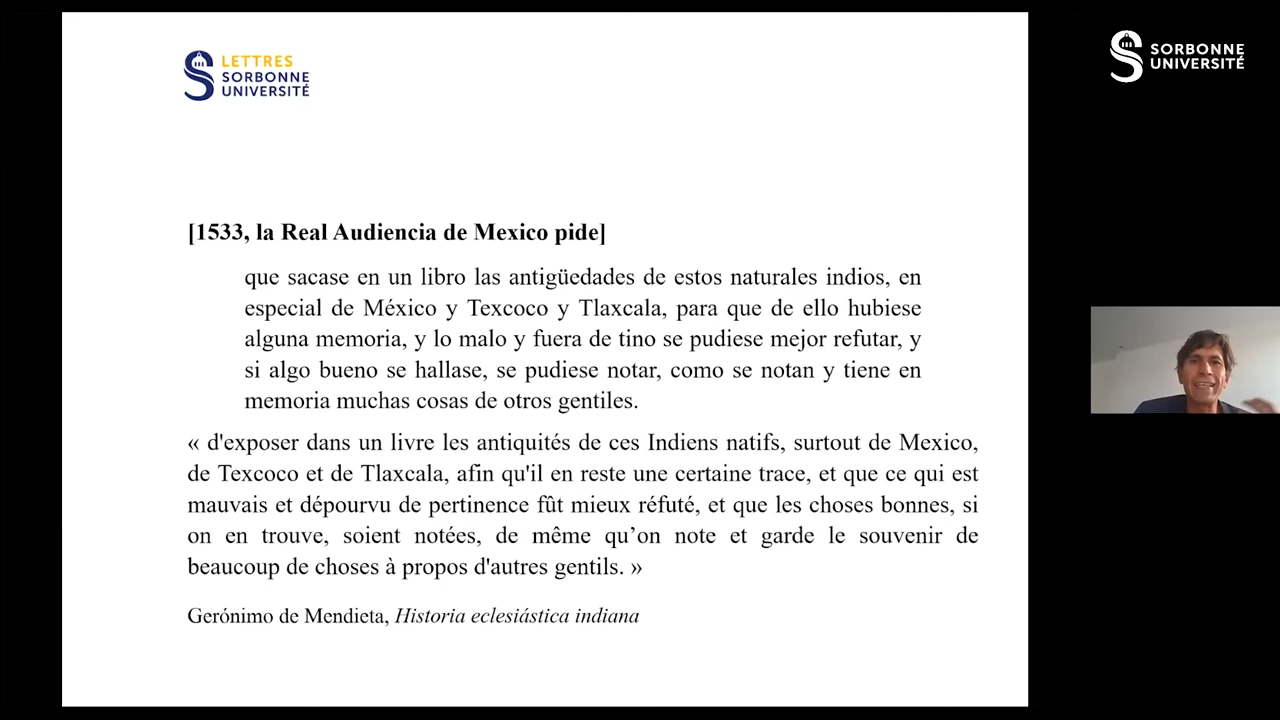 LETTRES
SORBONNE
UNIVERSITÉ
SORBONNE
UNIVERSITÉ
[1533, la Real Audiencia de Mexico pide]
que sacase en un libro las antigüedades de estos naturales indios, en
especial de México y Texcoco y Tlaxcala, para que de ello hubiese
alguna memoria, y lo malo y fuera de tino se pudiese mejor refutar, y
si algo bueno se hallase, se pudiese notar, como se notan y tiene en
memoria muchas cosas de otros gentiles.
« d'exposer dans un livre les antiquités de ces Indiens natifs, surtout de Mexico,
de Texcoco et de Tlaxcala, afin qu'il en reste une certaine trace, et que ce qui est
mauvais et dépourvu de pertinence fût mieux réfuté, et que les choses bonnes, si
on en trouve, soient notées, de même qu’on note et garde le souvenir de
beaucoup de choses à propos d'autres gentils. »
Gerónimo de Mendieta, Historia eclesiástica indiana